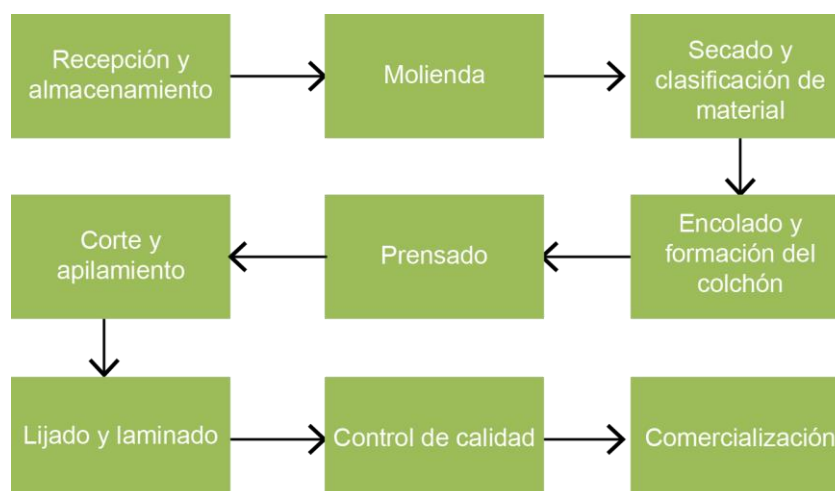 Recepción y
almacenamiento
Molienda
Secado y
clasificación de
material
Encolado y
formación del
colchón
Prensado
Corte y
apilamiento
Lijado y laminado
Control de calidad
Comercialización